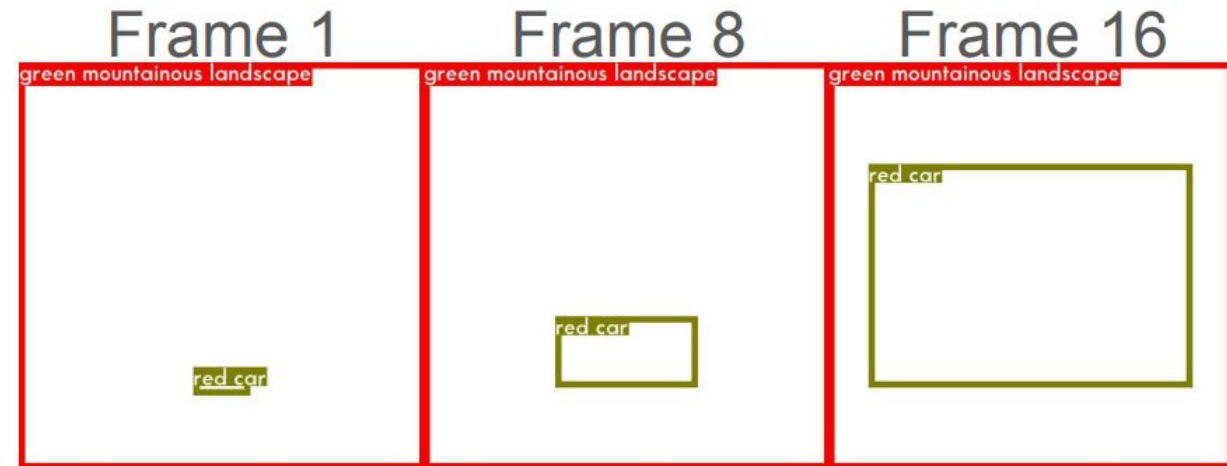 Frame 1 Frame 8 Frame 16
green mountainous landscape green mountainous landscape green mountainous landscape
red car
red car
red car